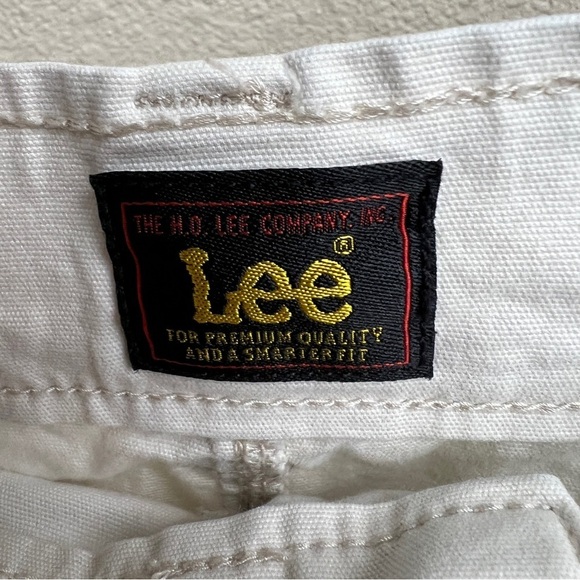 THE H.D. LEE COMPANY, INC.
Lee®
FOR PREMIUM QUALITY
AND A SMARTER FIT